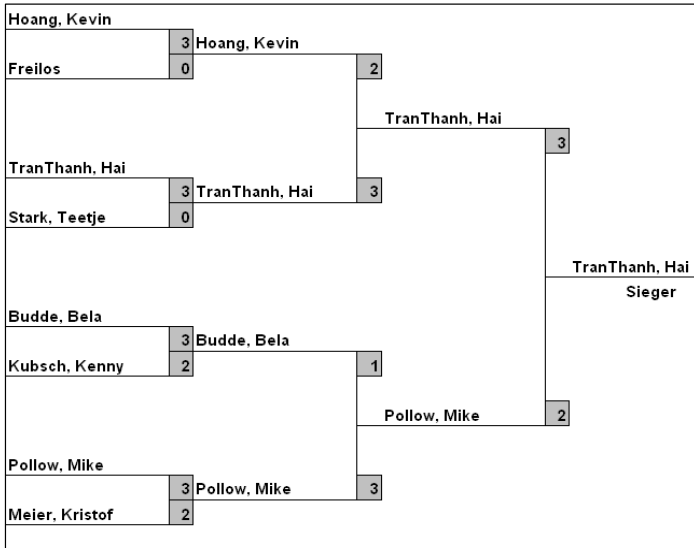 Hoang, Kevin
3 Hoang, Kevin
Freilos 0 2
TranThanh, Hai
3
TranThanh, Hai
3 TranThanh, Hai 3
Stark, Teetje 0
TranThanh, Hai
Sieger
Budde, Bela
3 Budde, Bela
Kubsch, Kenny 2 1
Pollow, Mike 2
Pollow, Mike
3 Pollow, Mike 3
Meier, Kristof 2